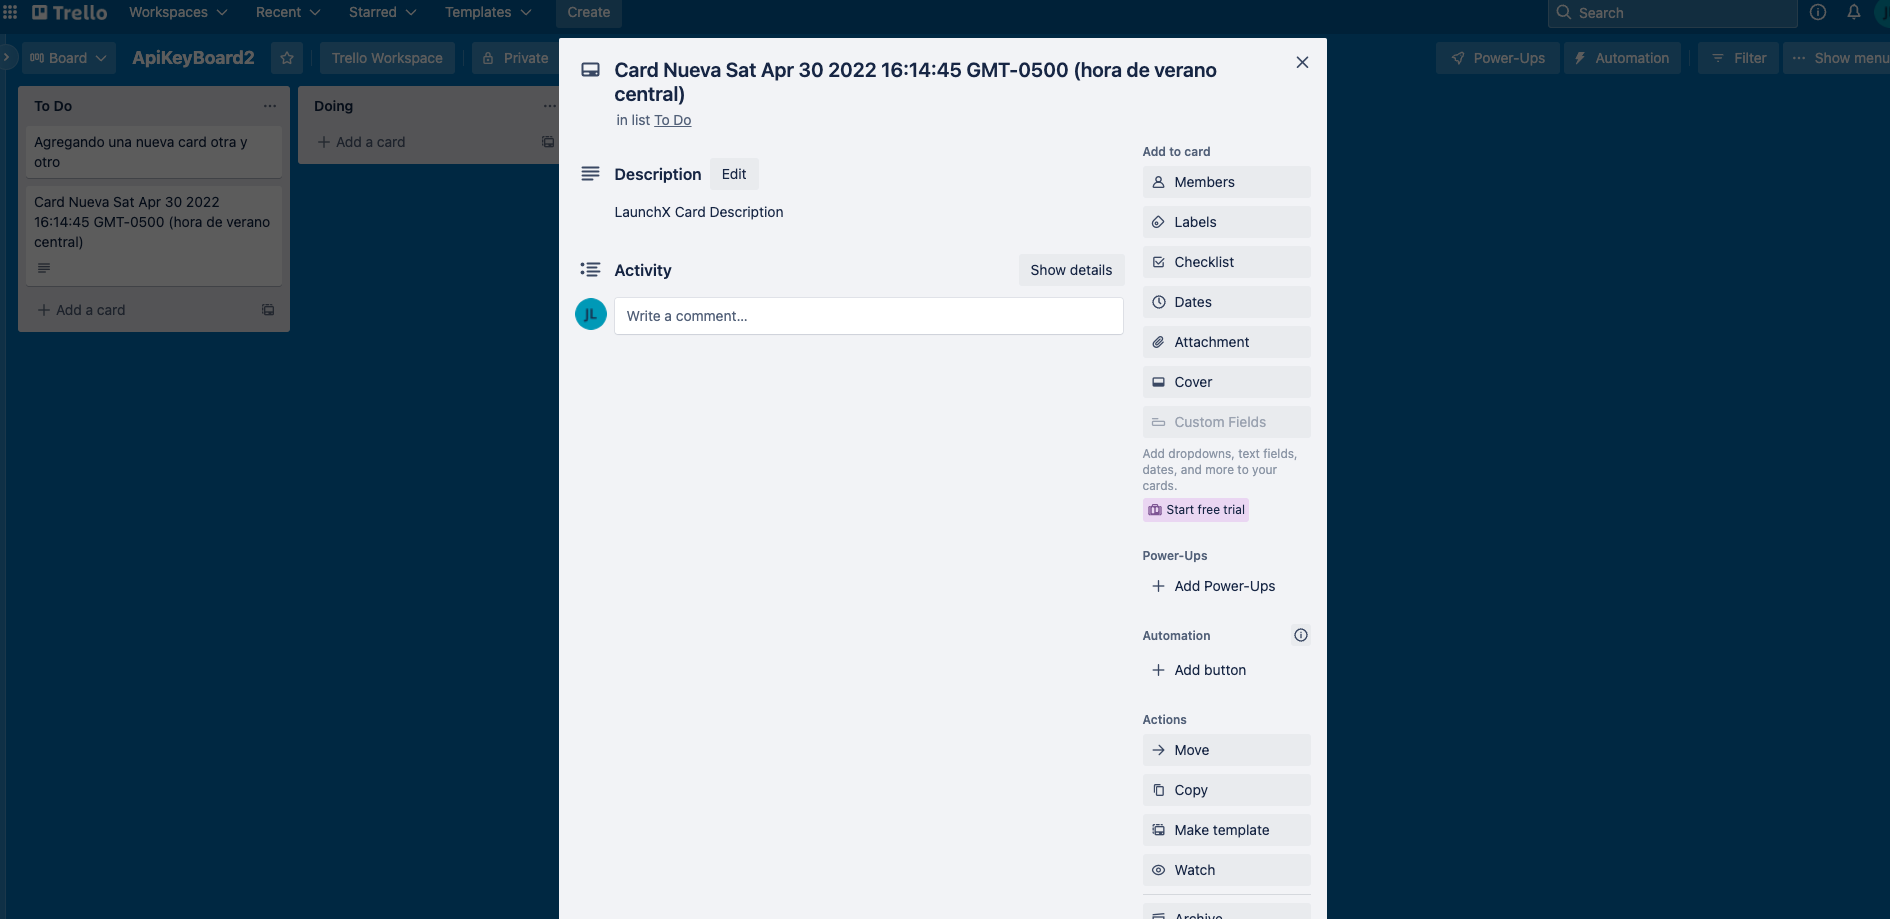 Trello
Workspaces
Recent
Starred
Templates
Create
Search
Board
ApiKeyBoard2
Trello Workspace
Private
Power-Ups
Automation
Filter
Show menu
To Do
Agregando una nueva card otra y
otro
Card Nueva Sat Apr 30 2022
16:14:45 GMT-0500 (hora de verano
central)
Add a card
Doing
Add a card
Card Nueva Sat Apr 30 2022 16:14:45 GMT-0500 (hora de verano
central)
in list To Do
Description
Edit
LaunchX Card Description
Activity
Show details
JL
Write a comment...
Add to card
Members
Labels
Checklist
Dates
Attachment
Cover
Custom Fields
Add dropdowns, text fields,
dates, and more to your
cards.
Start free trial
Power-Ups
Add Power-Ups
Automation
Add button
Actions
Move
Copy
Make template
Watch
Archive